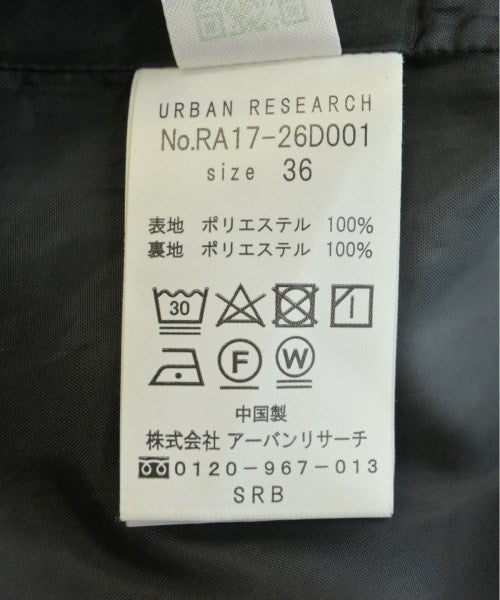 URBAN RESEARCH
No.RA17-26D001
size 36
表地 ポリエステル 100%
裏地 ポリエステル 100%
30
F W
中国製
株式会社 アーバンリサーチ
0120-967-013
SRB